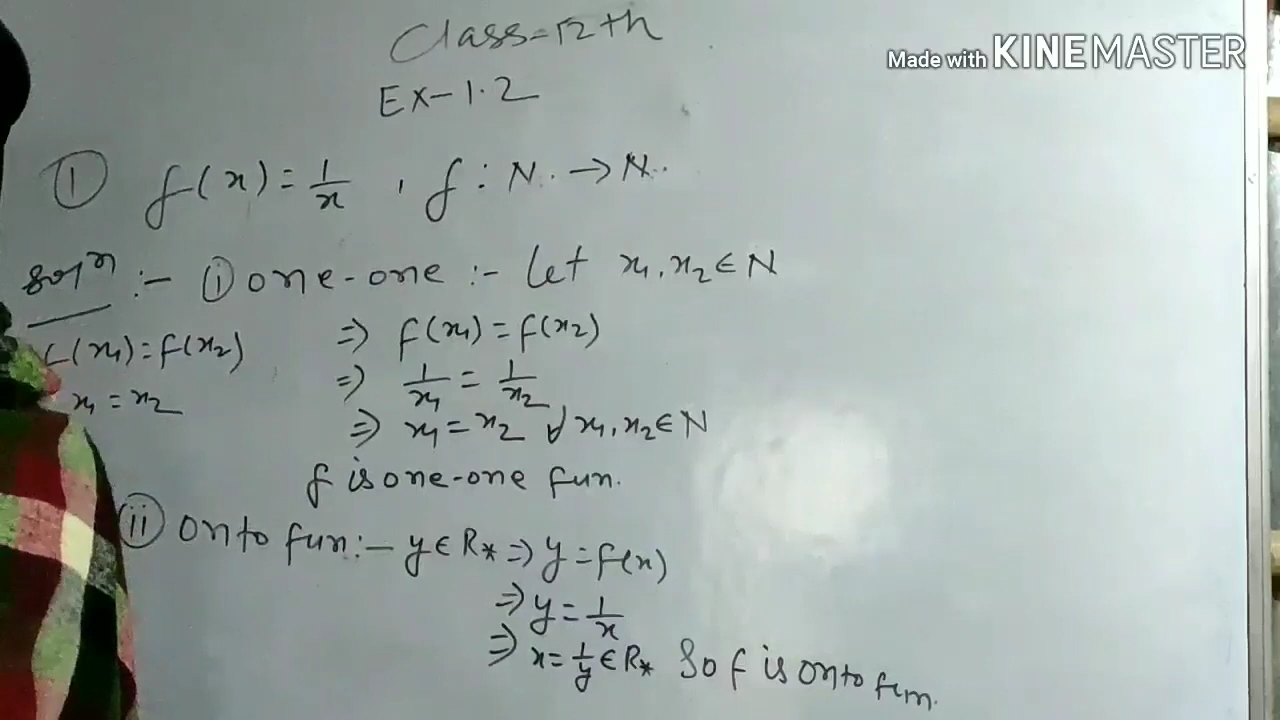 Class=12th
Made with KINEMASTER
Ex-1.2
① f(x)=1/x , f: N. → N..
Solⁿ :- ⓘ one-one :- Let x₁, x₂ ∈ N
f(x₁)=f(x₂) ⇒ f(x₁)=f(x₂)
⇒ 1/x₁ = 1/x₂
x₁ = x₂ ⇒ x₁ = x₂ ∀ x₁, x₂ ∈ N
f is one-one fun.
(ii) onto fun:- y ∈ R* ⇒ y = f(x)
⇒ y = 1/x
⇒ x = 1/y ∈ R* So f is onto fun.